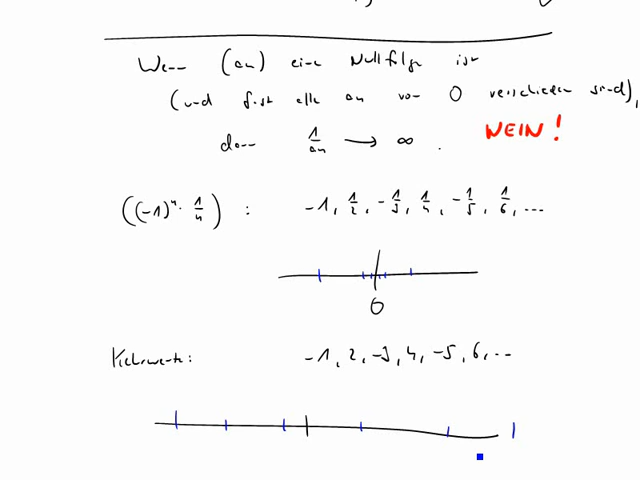 Wenn (an) eine Nullfolge ist
(und fast alle an von 0 verschieden sind),
dann 1/an → ∞ . NEIN!
((-1)^n · 1/n) : -1, 1/2, -1/3, 1/4, -1/5, 1/6, ...
0
Kehrwerte: -1, 2, -3, 4, -5, 6, ...